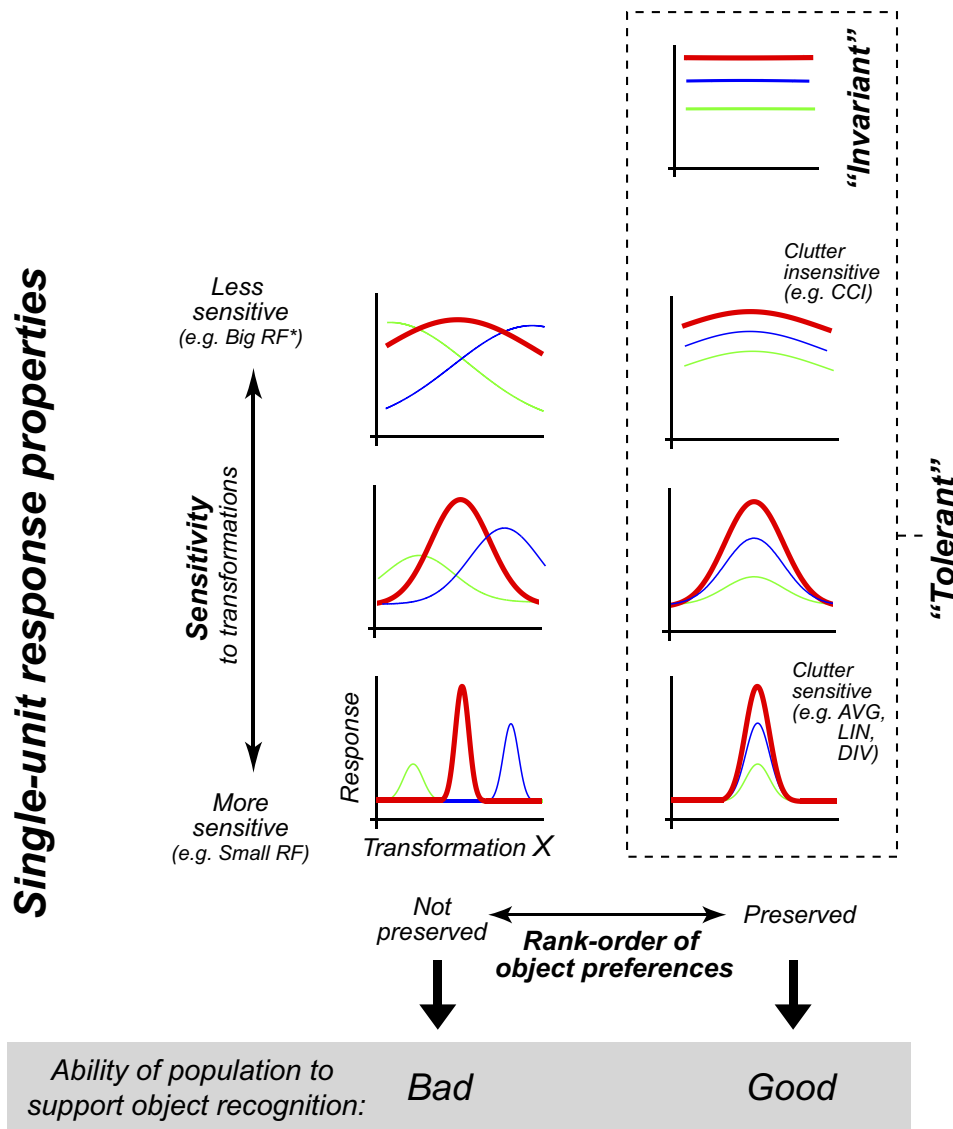 Single-unit response properties
"Invariant"
"Tolerant"
Less
sensitive
(e.g. Big RF*)
Clutter
insensitive
(e.g. CCI)
Sensitivity
to transformations
More
sensitive
(e.g. Small RF)
Response
Transformation X
Clutter
sensitive
(e.g. AVG,
LIN,
DIV)
Not
preserved
Preserved
Rank-order of
object preferences
Ability of population to
support object recognition:
Bad
Good